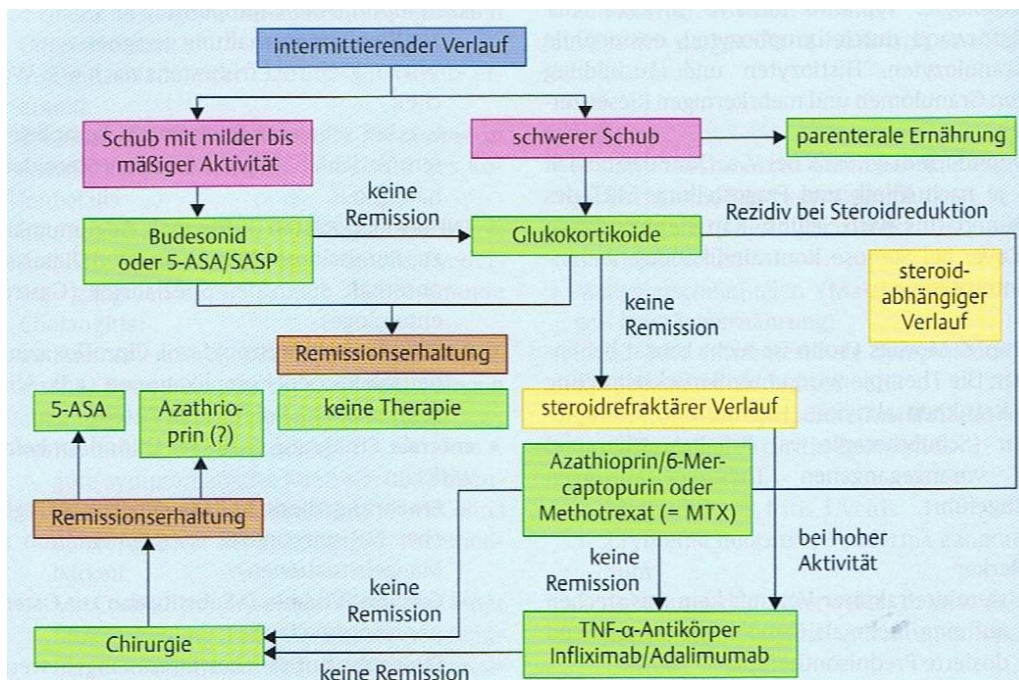 intermittierender Verlauf
Schub mit milder bis
mäßiger Aktivität
schwerer Schub
parenterale Ernährung
keine
Remission
Rezidiv bei Steroidreduktion
Budesonid
oder 5-ASA/SASP
Glukokortikoide
steroid-
abhängiger
Verlauf
keine
Remission
Remissionserhaltung
5-ASA
Azathrio-
prin (?)
keine Therapie
steroidrefraktärer Verlauf
Azathioprin/6-Mer-
captopurin oder
Methotrexat (= MTX)
Remissionserhaltung
keine
Remission
bei hoher
Aktivität
keine
Remission
Chirurgie
TNF-α-Antikörper
Infliximab/Adalimumab
keine Remission